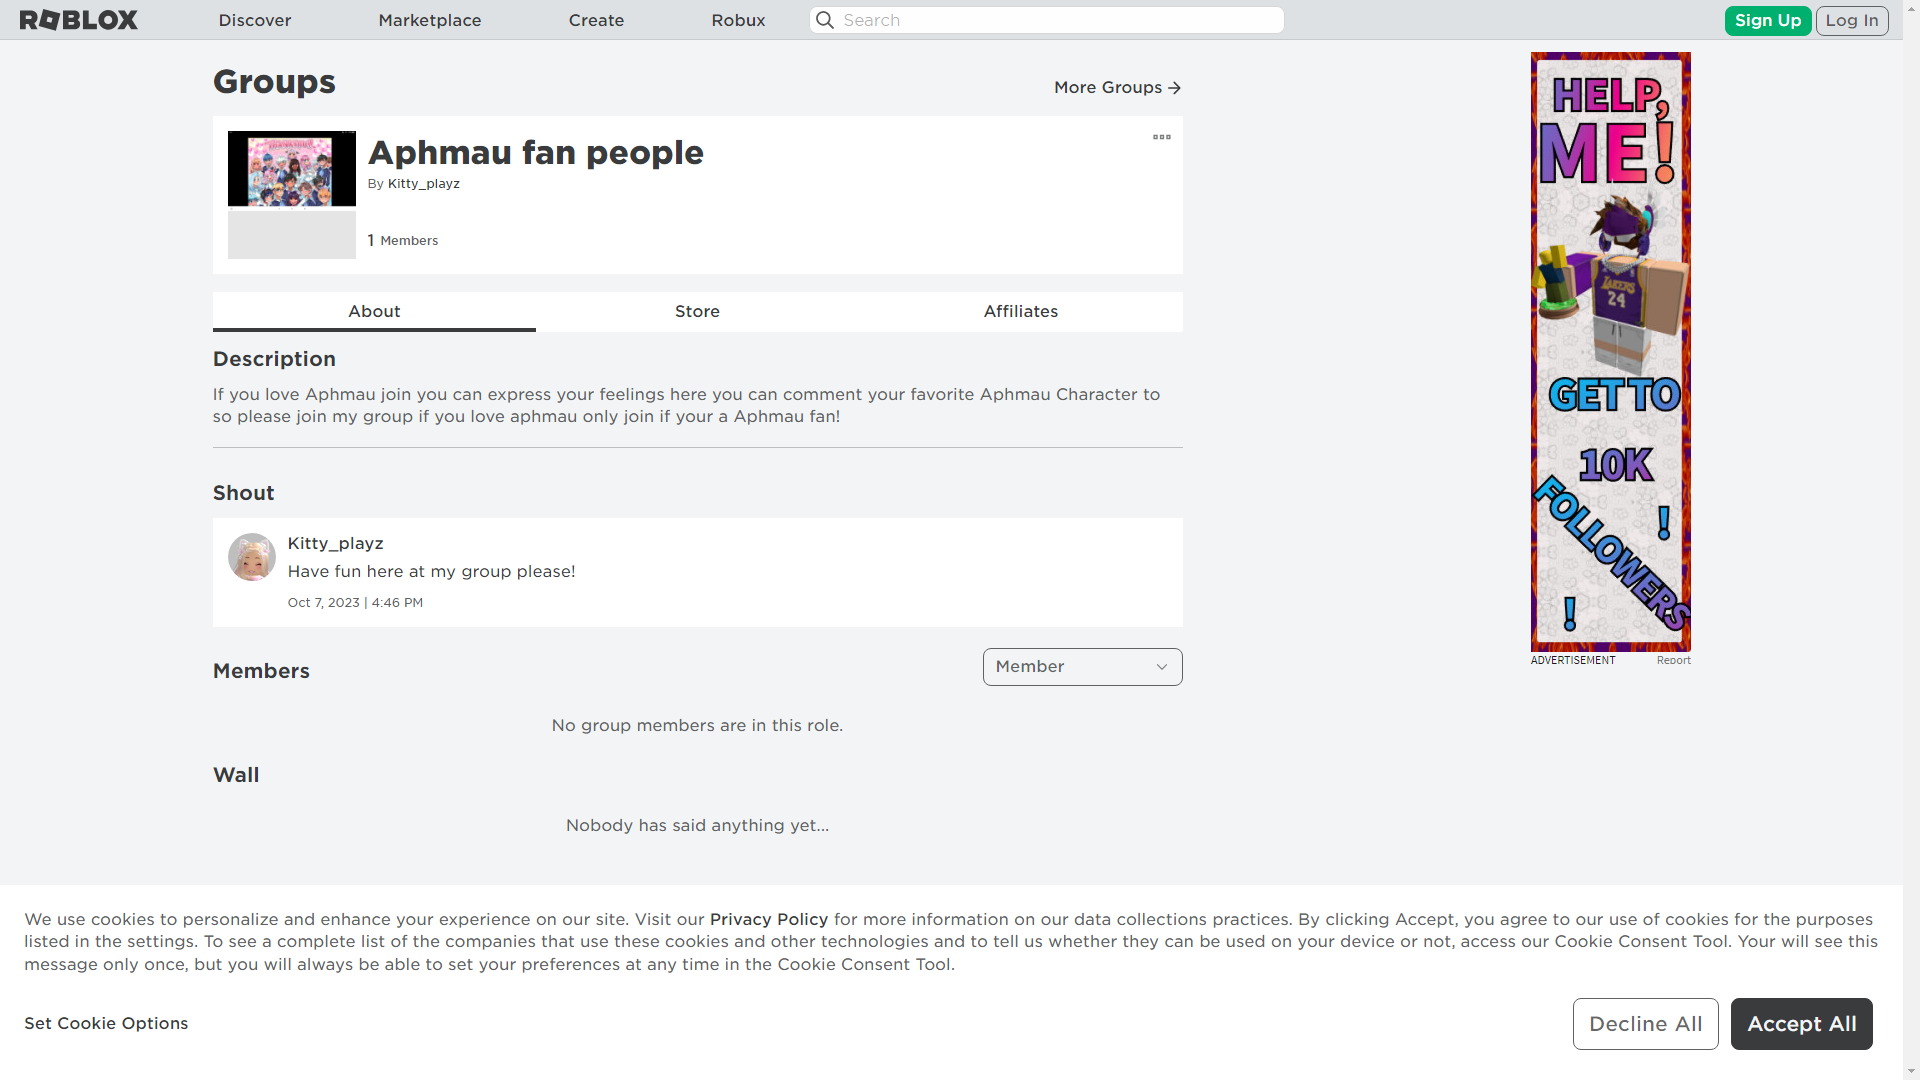 ROBLOX
Discover
Marketplace
Create
Robux
Search
Sign Up
Log In
Groups
More Groups
Aphmau fan people
By Kitty_playz
1 Members
About
Store
Affiliates
Description
If you love Aphmau join you can express your feelings here you can comment your favorite Aphmau Character to
so please join my group if you love aphmau only join if your a Aphmau fan!
Shout
Kitty_playz
Have fun here at my group please!
Oct 7, 2023 | 4:46 PM
Members
Member
No group members are in this role.
Wall
Nobody has said anything yet...
HELP,
ME!
LAKERS
24
GET TO
10K
FOLLOWERS
!
!
ADVERTISEMENT
Report
We use cookies to personalize and enhance your experience on our site. Visit our Privacy Policy for more information on our data collections practices. By clicking Accept, you agree to our use of cookies for the purposes
listed in the settings. To see a complete list of the companies that use these cookies and other technologies and to tell us whether they can be used on your device or not, access our Cookie Consent Tool. Your will see this
message only once, but you will always be able to set your preferences at any time in the Cookie Consent Tool.
Set Cookie Options
Decline All
Accept All